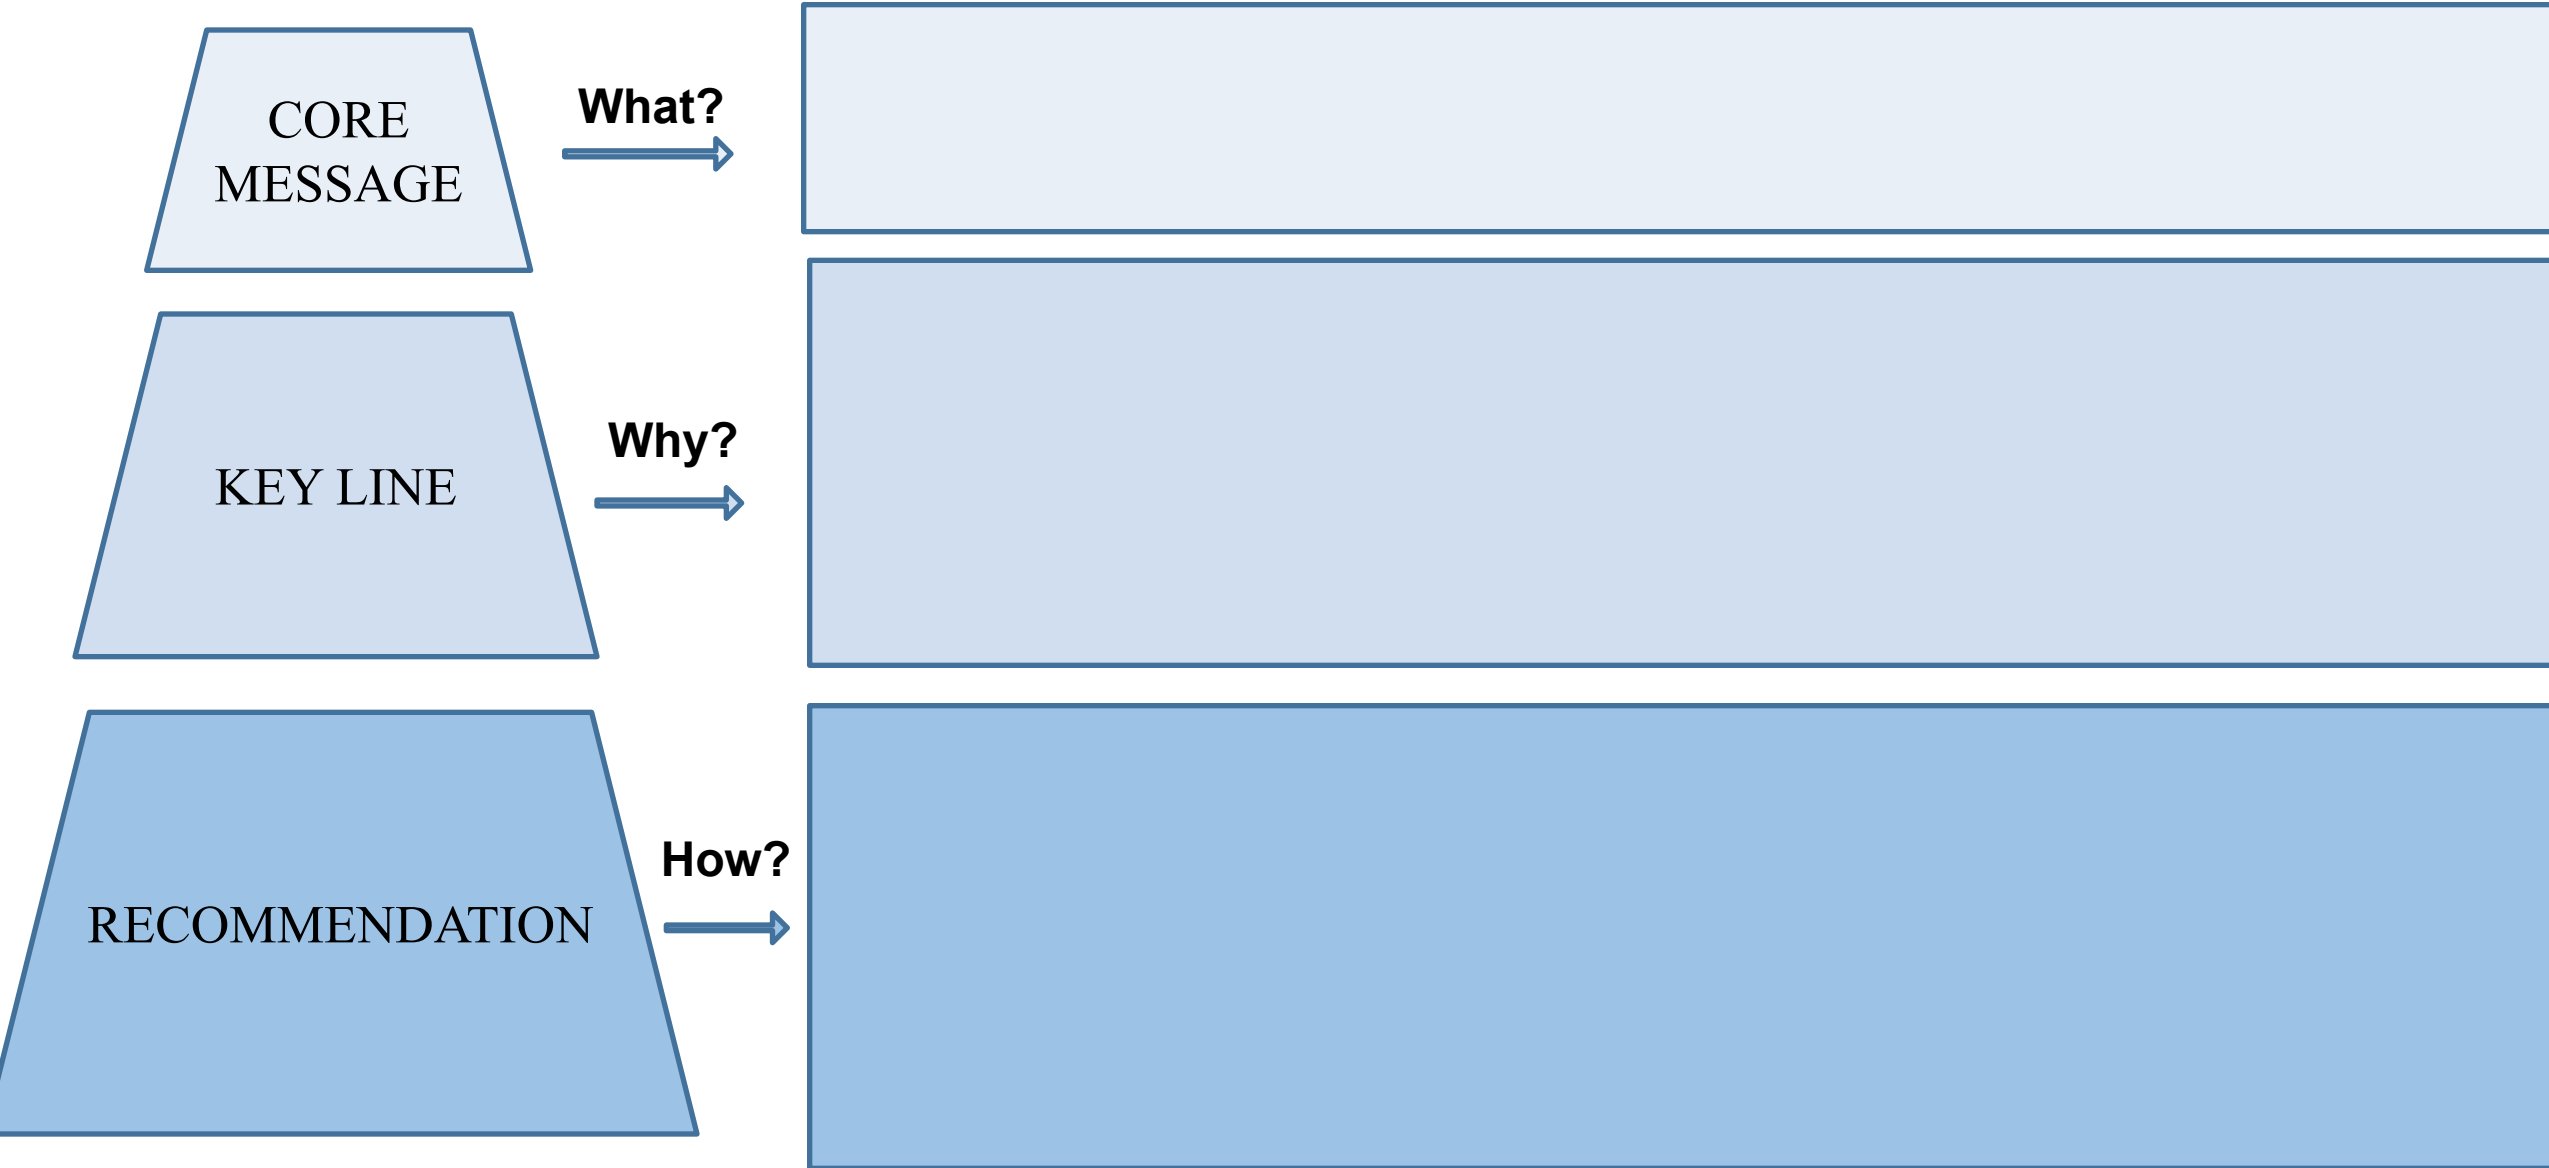 CORE
MESSAGE
What?
KEY LINE
Why?
RECOMMENDATION
How?